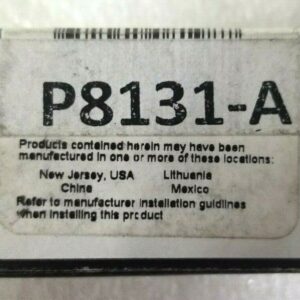 P8131-A
Products contained herein may have been
manufactured in one or more of these locations:
New Jersey, USA Lithuania
China Mexico
Refer to manufacturer installation guidlines
when installing this product